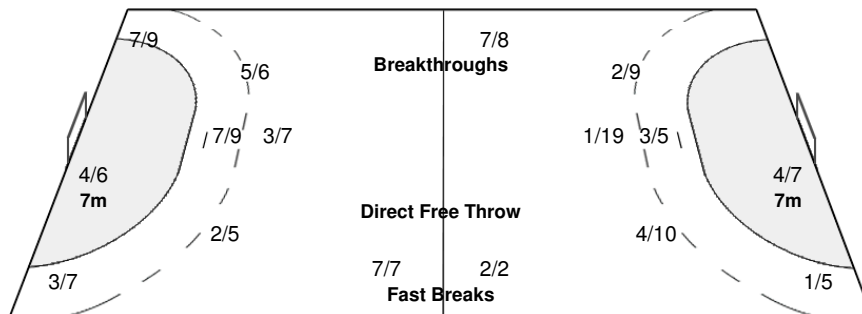 7/9 7/8
5/6 Breakthroughs 2/9
7/9 3/7 1/19 3/5
4/6 4/7
7m 7m
Direct Free Throw
2/5 4/10
7/7 2/2
3/7 1/5
Fast Breaks